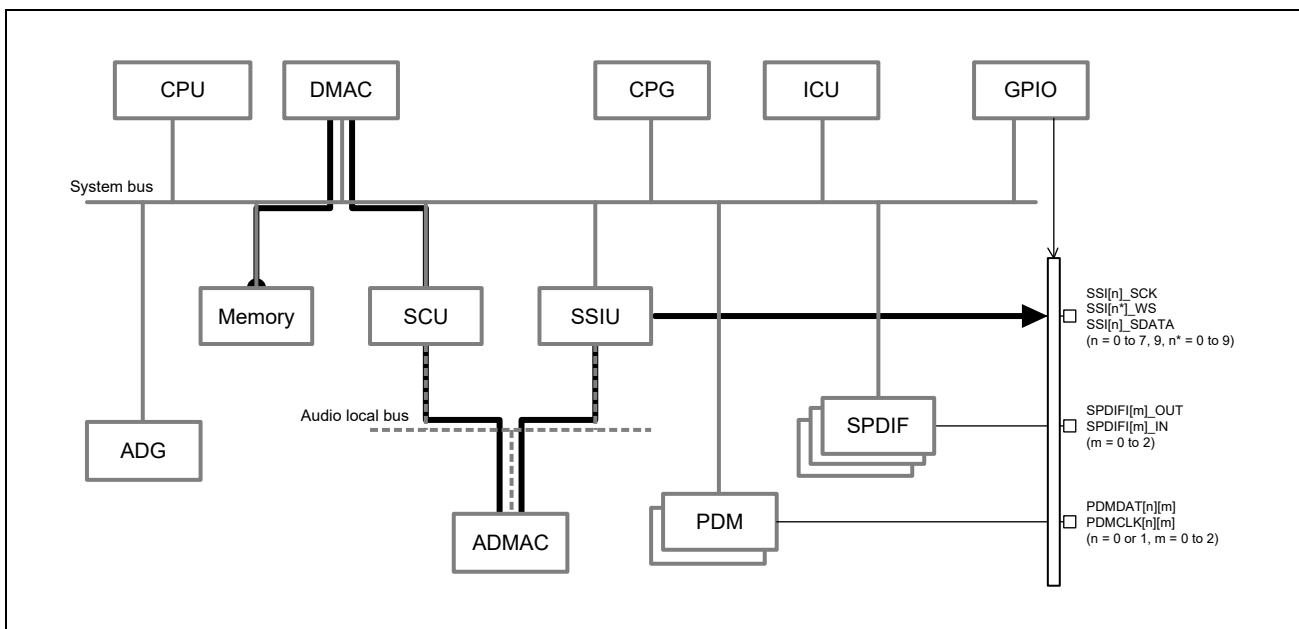 CPU
DMAC
CPG
ICU
GPIO
System bus
Memory
SCU
SSIU
SSI[n]_SCK
SSI[n*]_WS
SSI[n]_SDATA
(n = 0 to 7, 9, n* = 0 to 9)
Audio local bus
ADG
SPDIF
SPDIFI[m]_OUT
SPDIFI[m]_IN
(m = 0 to 2)
ADMAC
PDM
PDMDAT[n][m]
PDMCLK[n][m]
(n = 0 or 1, m = 0 to 2)